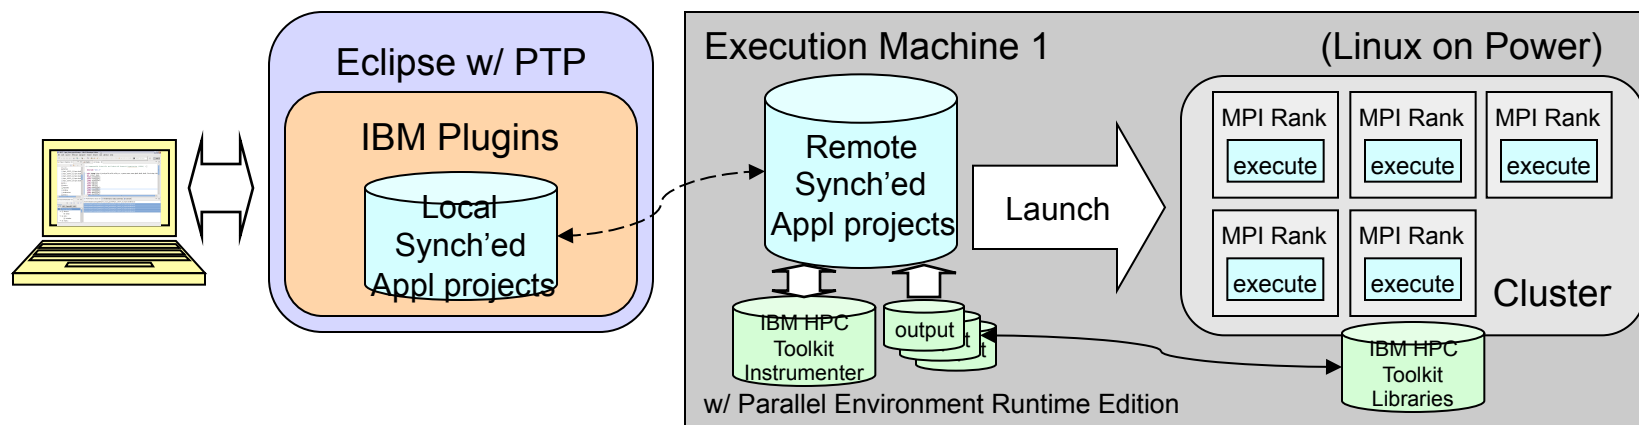 Eclipse w/ PTP
IBM Plugins
Local
Synch’ed
Appl projects
Execution Machine 1
(Linux on Power)
Remote
Synch’ed
Appl projects
Launch
MPI Rank
execute
MPI Rank
execute
MPI Rank
execute
MPI Rank
execute
MPI Rank
execute
Cluster
IBM HPC
Toolkit
Instrumenter
output
IBM HPC
Toolkit
Libraries
w/ Parallel Environment Runtime Edition